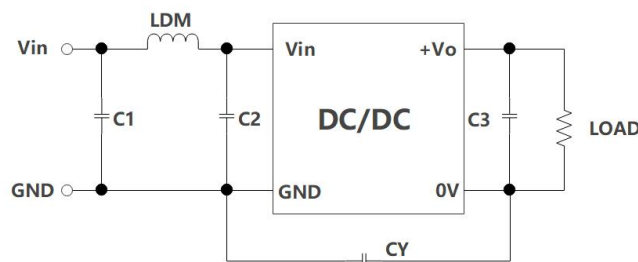 LDM
Vin
Vin
+Vo
C1
C2
DC/DC
C3
LOAD
GND
GND
0V
CY